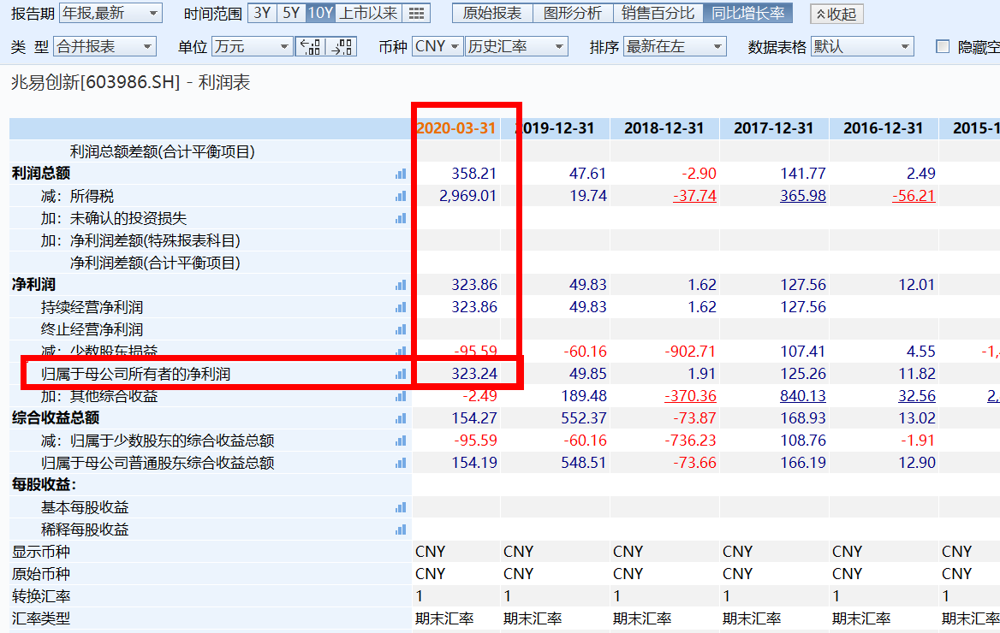 报告期 年报,最新 时间范围 3Y 5Y 10Y 上市以来 原始报表 图形分析 销售百分比 同比增长率 收起
类 型 合并报表 单位 万元 币种 CNY 历史汇率 排序 最新在左 数据表格 默认 隐藏空
兆易创新[603986.SH] - 利润表
2020-03-31 2019-12-31 2018-12-31 2017-12-31 2016-12-31 2015-1
利润总额差额(合计平衡项目)
利润总额 358.21 47.61 -2.90 141.77 2.49
减：所得税 2,969.01 19.74 -37.74 365.98 -56.21
加：未确认的投资损失
加：净利润差额(特殊报表科目)
净利润差额(合计平衡项目)
净利润 323.86 49.83 1.62 127.56 12.01
持续经营净利润 323.86 49.83 1.62 127.56
终止经营净利润
减：少数股东损益 -95.59 -60.16 -902.71 107.41 4.55 -1,
归属于母公司所有者的净利润 323.24 49.85 1.91 125.26 11.82
加：其他综合收益 -2.49 189.48 -370.36 840.13 32.56 2,
综合收益总额 154.27 552.37 -73.87 168.93 13.02
减：归属于少数股东的综合收益总额 -95.59 -60.16 -736.23 108.76 -1.91
归属于母公司普通股东综合收益总额 154.19 548.51 -73.66 166.19 12.90
每股收益：
基本每股收益
稀释每股收益
显示币种 CNY CNY CNY CNY CNY CNY
原始币种 CNY CNY CNY CNY CNY CNY
转换汇率 1 1 1 1 1 1
汇率类型 期末汇率 期末汇率 期末汇率 期末汇率 期末汇率 期末汇率